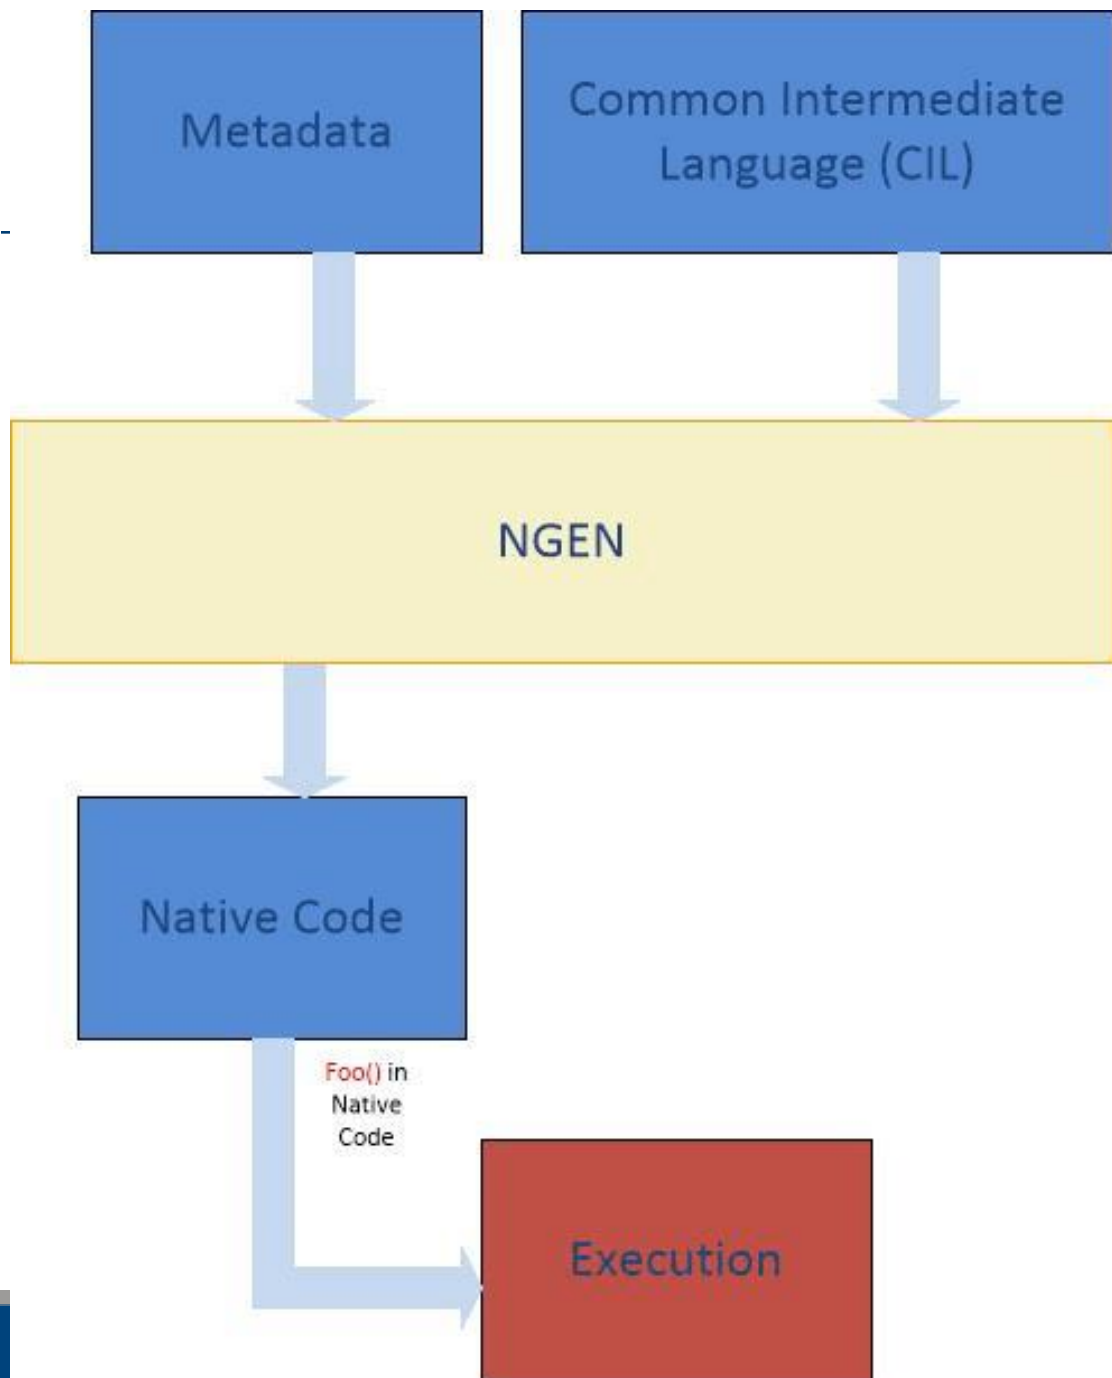 Metadata
Common Intermediate
Language (CIL)
NGEN
Native Code
Foo() in
Native
Code
Execution